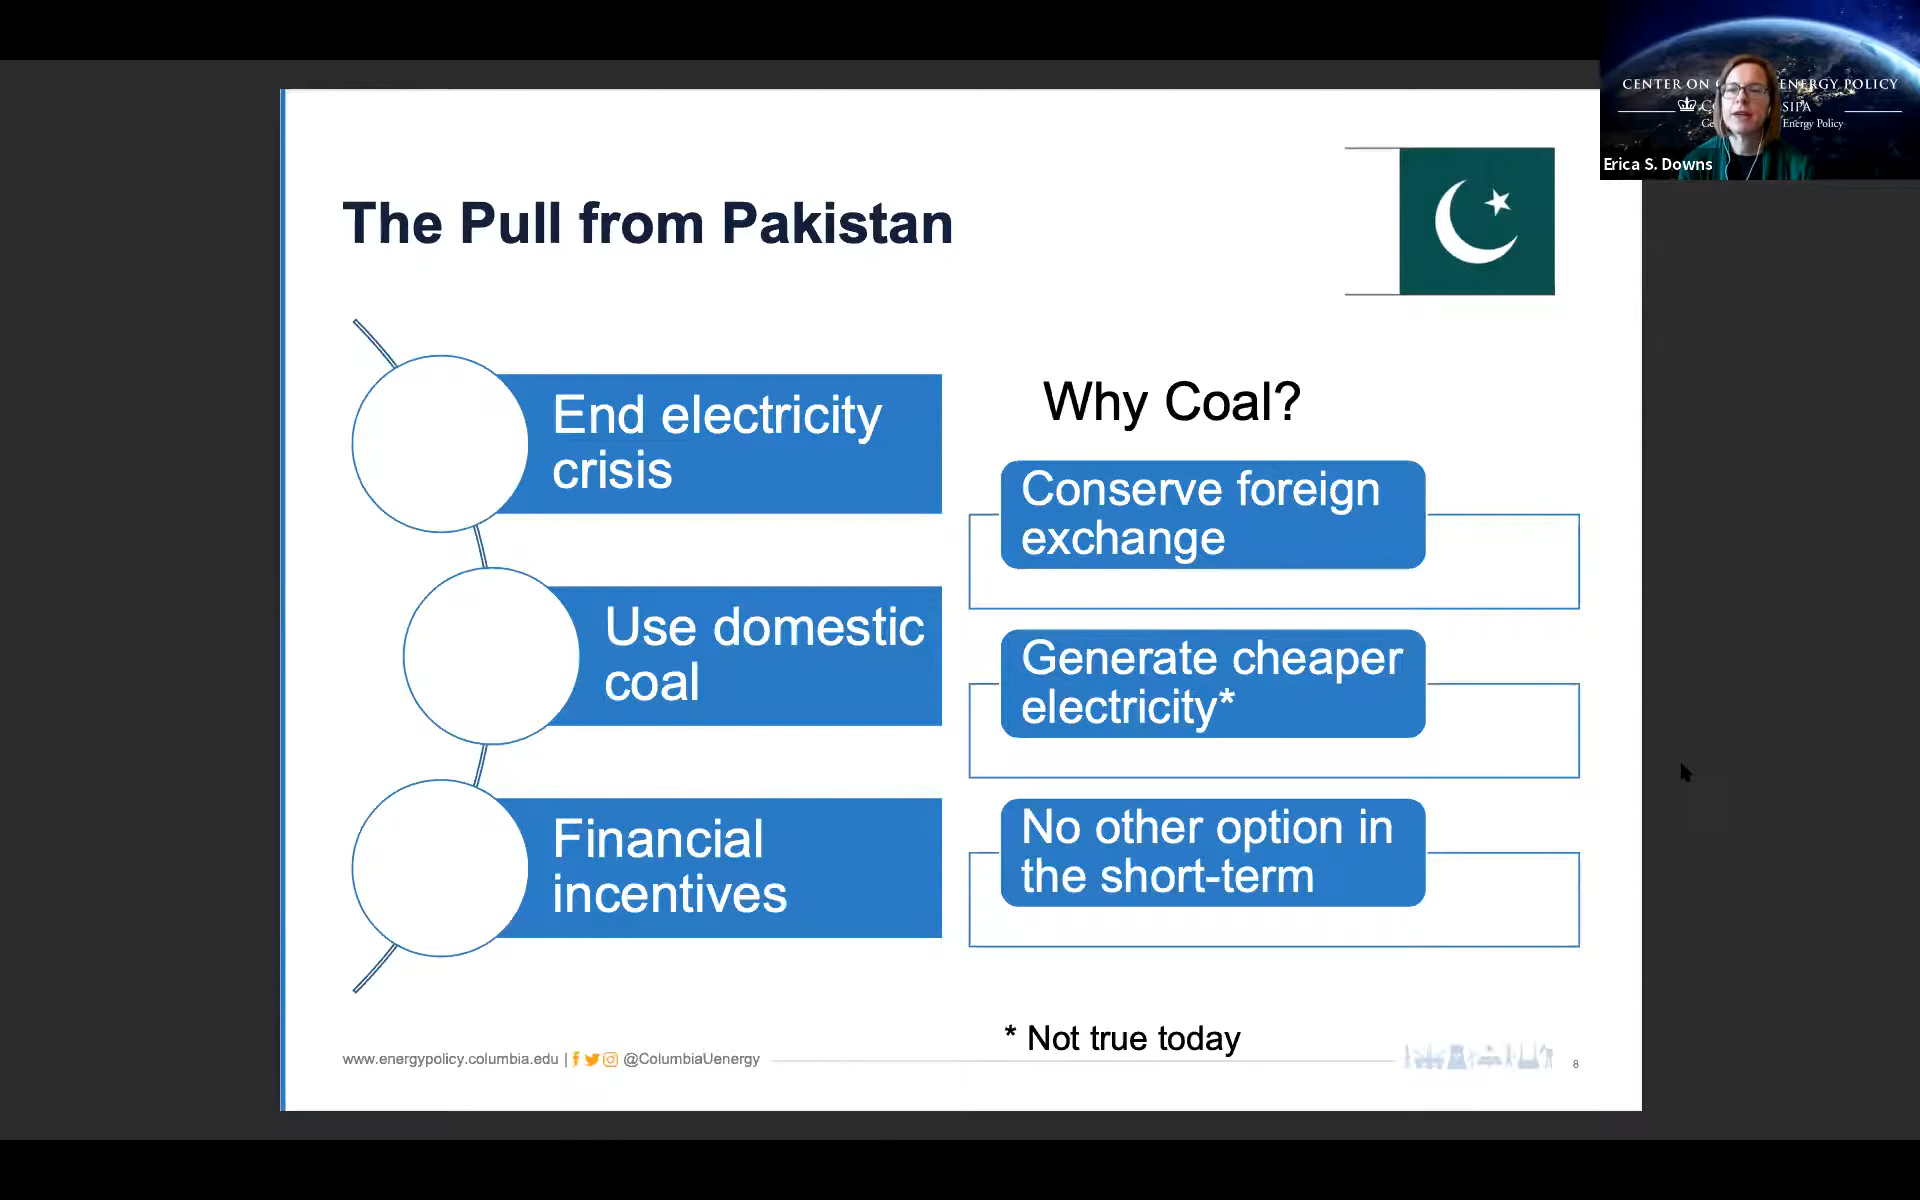 CENTER ON ENERGY POLICY
SIPA
Energy Policy
Erica S. Downs
The Pull from Pakistan
End electricity
crisis
Use domestic
coal
Financial
incentives
Why Coal?
Conserve foreign
exchange
Generate cheaper
electricity*
No other option in
the short-term
* Not true today
www.energypolicy.columbia.edu | @ColumbiaUenergy
8